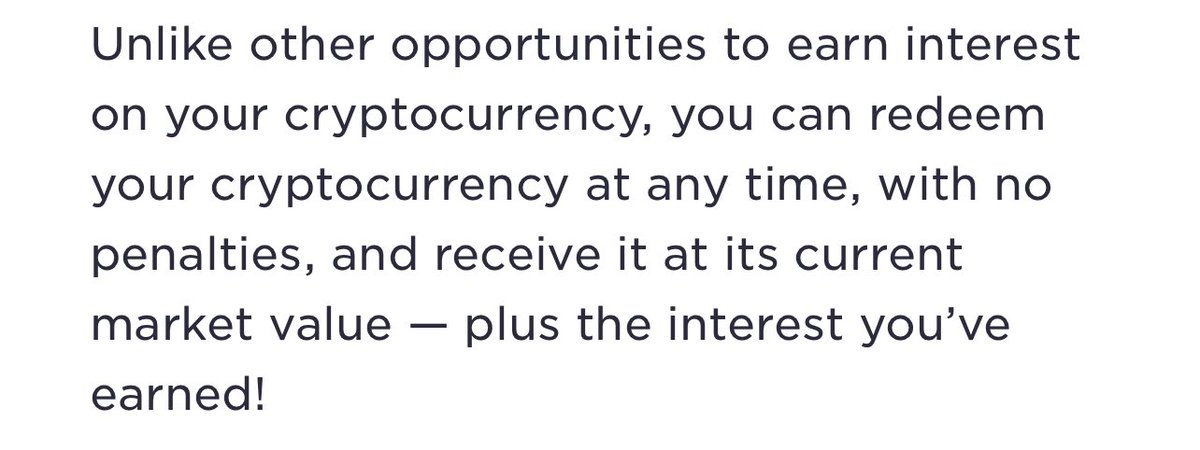 Unlike other opportunities to earn interest
on your cryptocurrency, you can redeem
your cryptocurrency at any time, with no
penalties, and receive it at its current
market value — plus the interest you’ve
earned!